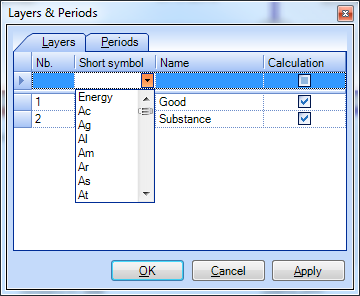 Layers & Periods
Layers Periods
Nb. Short symbol Name Calculation
1 Good
2 Substance
Energy
Ac
Ag
Al
Am
Ar
As
At
OK Cancel Apply